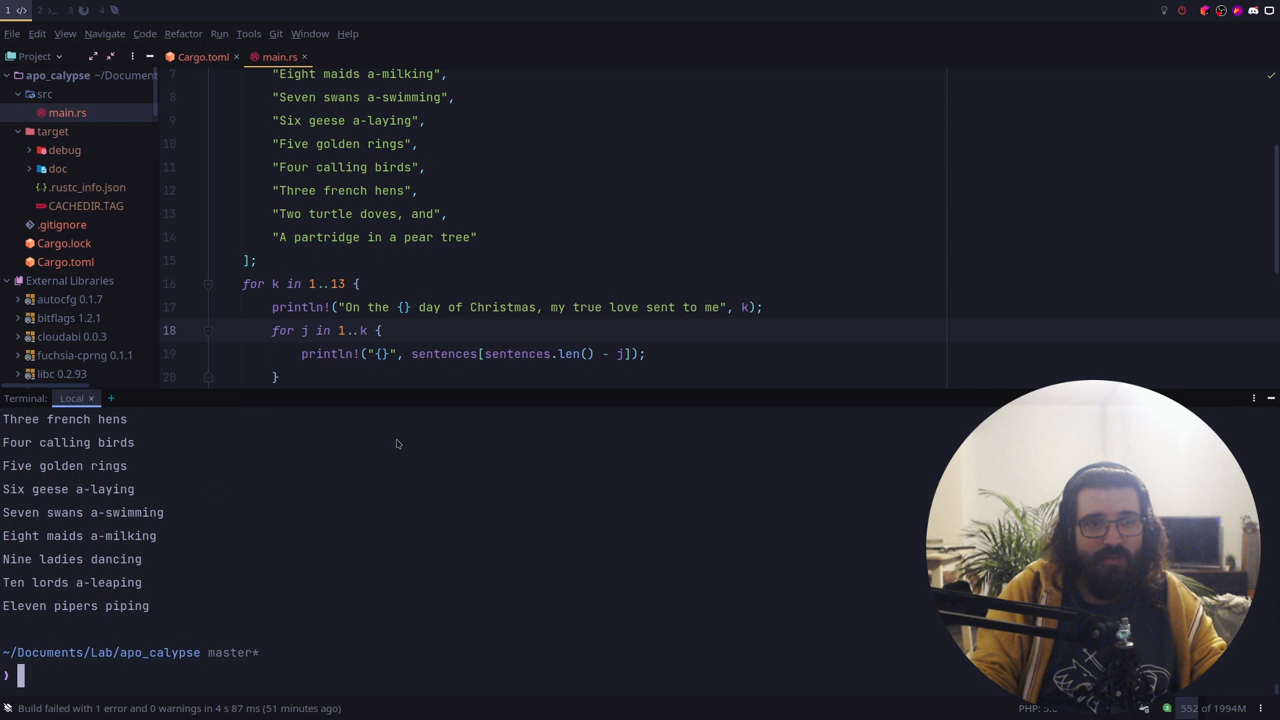 1 2 3 4
File Edit View Navigate Code Refactor Run Tools Git Window Help
Project Cargo.toml × main.rs ×
apo_calypse ~/Document
src
main.rs
target
debug
doc
.rustc_info.json
CACHEDIR.TAG
.gitignore
Cargo.lock
Cargo.toml
External Libraries
autocfg 0.1.7
bitflags 1.2.1
cloudabi 0.0.3
fuchsia-cprng 0.1.1
libc 0.2.93
7 "Eight maids a-milking",
8 "Seven swans a-swimming",
9 "Six geese a-laying",
10 "Five golden rings",
11 "Four calling birds",
12 "Three french hens",
13 "Two turtle doves, and",
14 "A partridge in a pear tree"
15 ];
16 for k in 1..13 {
17 println!("On the {} day of Christmas, my true love sent to me", k);
18 for j in 1..k {
19 println!("{}", sentences[sentences.len() - j]);
20 }
Terminal: Local × +
Three french hens
Four calling birds
Five golden rings
Six geese a-laying
Seven swans a-swimming
Eight maids a-milking
Nine ladies dancing
Ten lords a-leaping
Eleven pipers piping
~/Documents/Lab/apo_calypse master*
❯
Build failed with 1 error and 0 warnings in 4 s 87 ms (51 minutes ago) PHP: 552 of 1994M